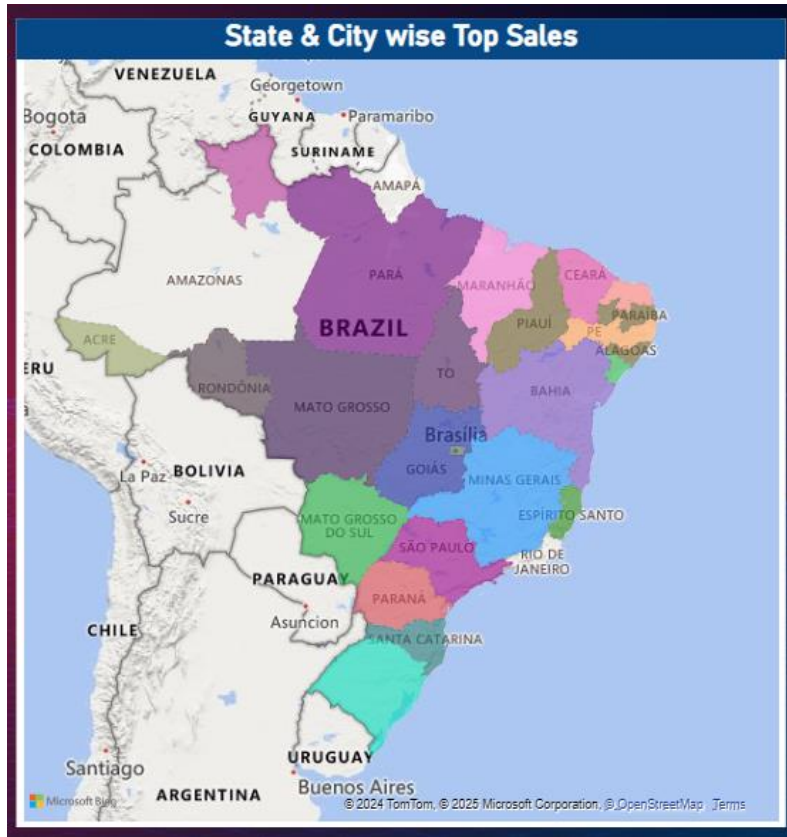 State & City wise Top Sales
VENEZUELA
Georgetown
Bogota
GUYANA
Paramaribo
COLOMBIA
SURINAME
AMAPÁ
AMAZONAS
PARÁ
MARANHÃO
CEARÁ
BRAZIL
PIAUÍ
PARAÍBA
PE
ACRE
ALAGOAS
ERU
RONDÔNIA
TO
BAHIA
MATO GROSSO
Brasília
GOIÁS
La Paz
BOLIVIA
MINAS GERAIS
Sucre
MATO GROSSO
DO SUL
ESPÍRITO SANTO
SÃO PAULO
RIO DE
JANEIRO
PARAGUAY
PARANÁ
Asuncion
CHILE
SANTA CATARINA
URUGUAY
Santiago
Buenos Aires
ARGENTINA
Microsoft Bing
© 2024 TomTom, © 2025 Microsoft Corporation, © OpenStreetMap Terms